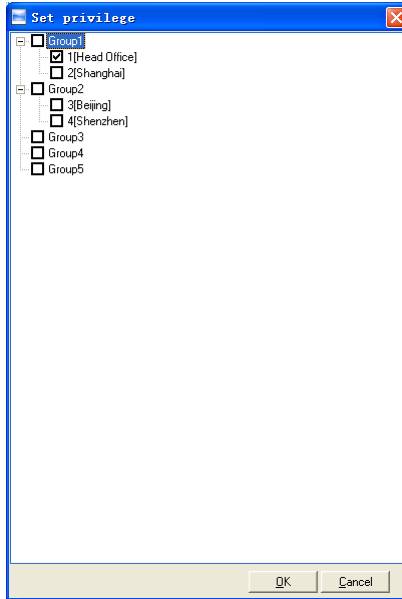 Set privilege
Group1
1[Head Office]
2[Shanghai]
Group2
3[Beijing]
4[Shenzhen]
Group3
Group4
Group5
OK
Cancel